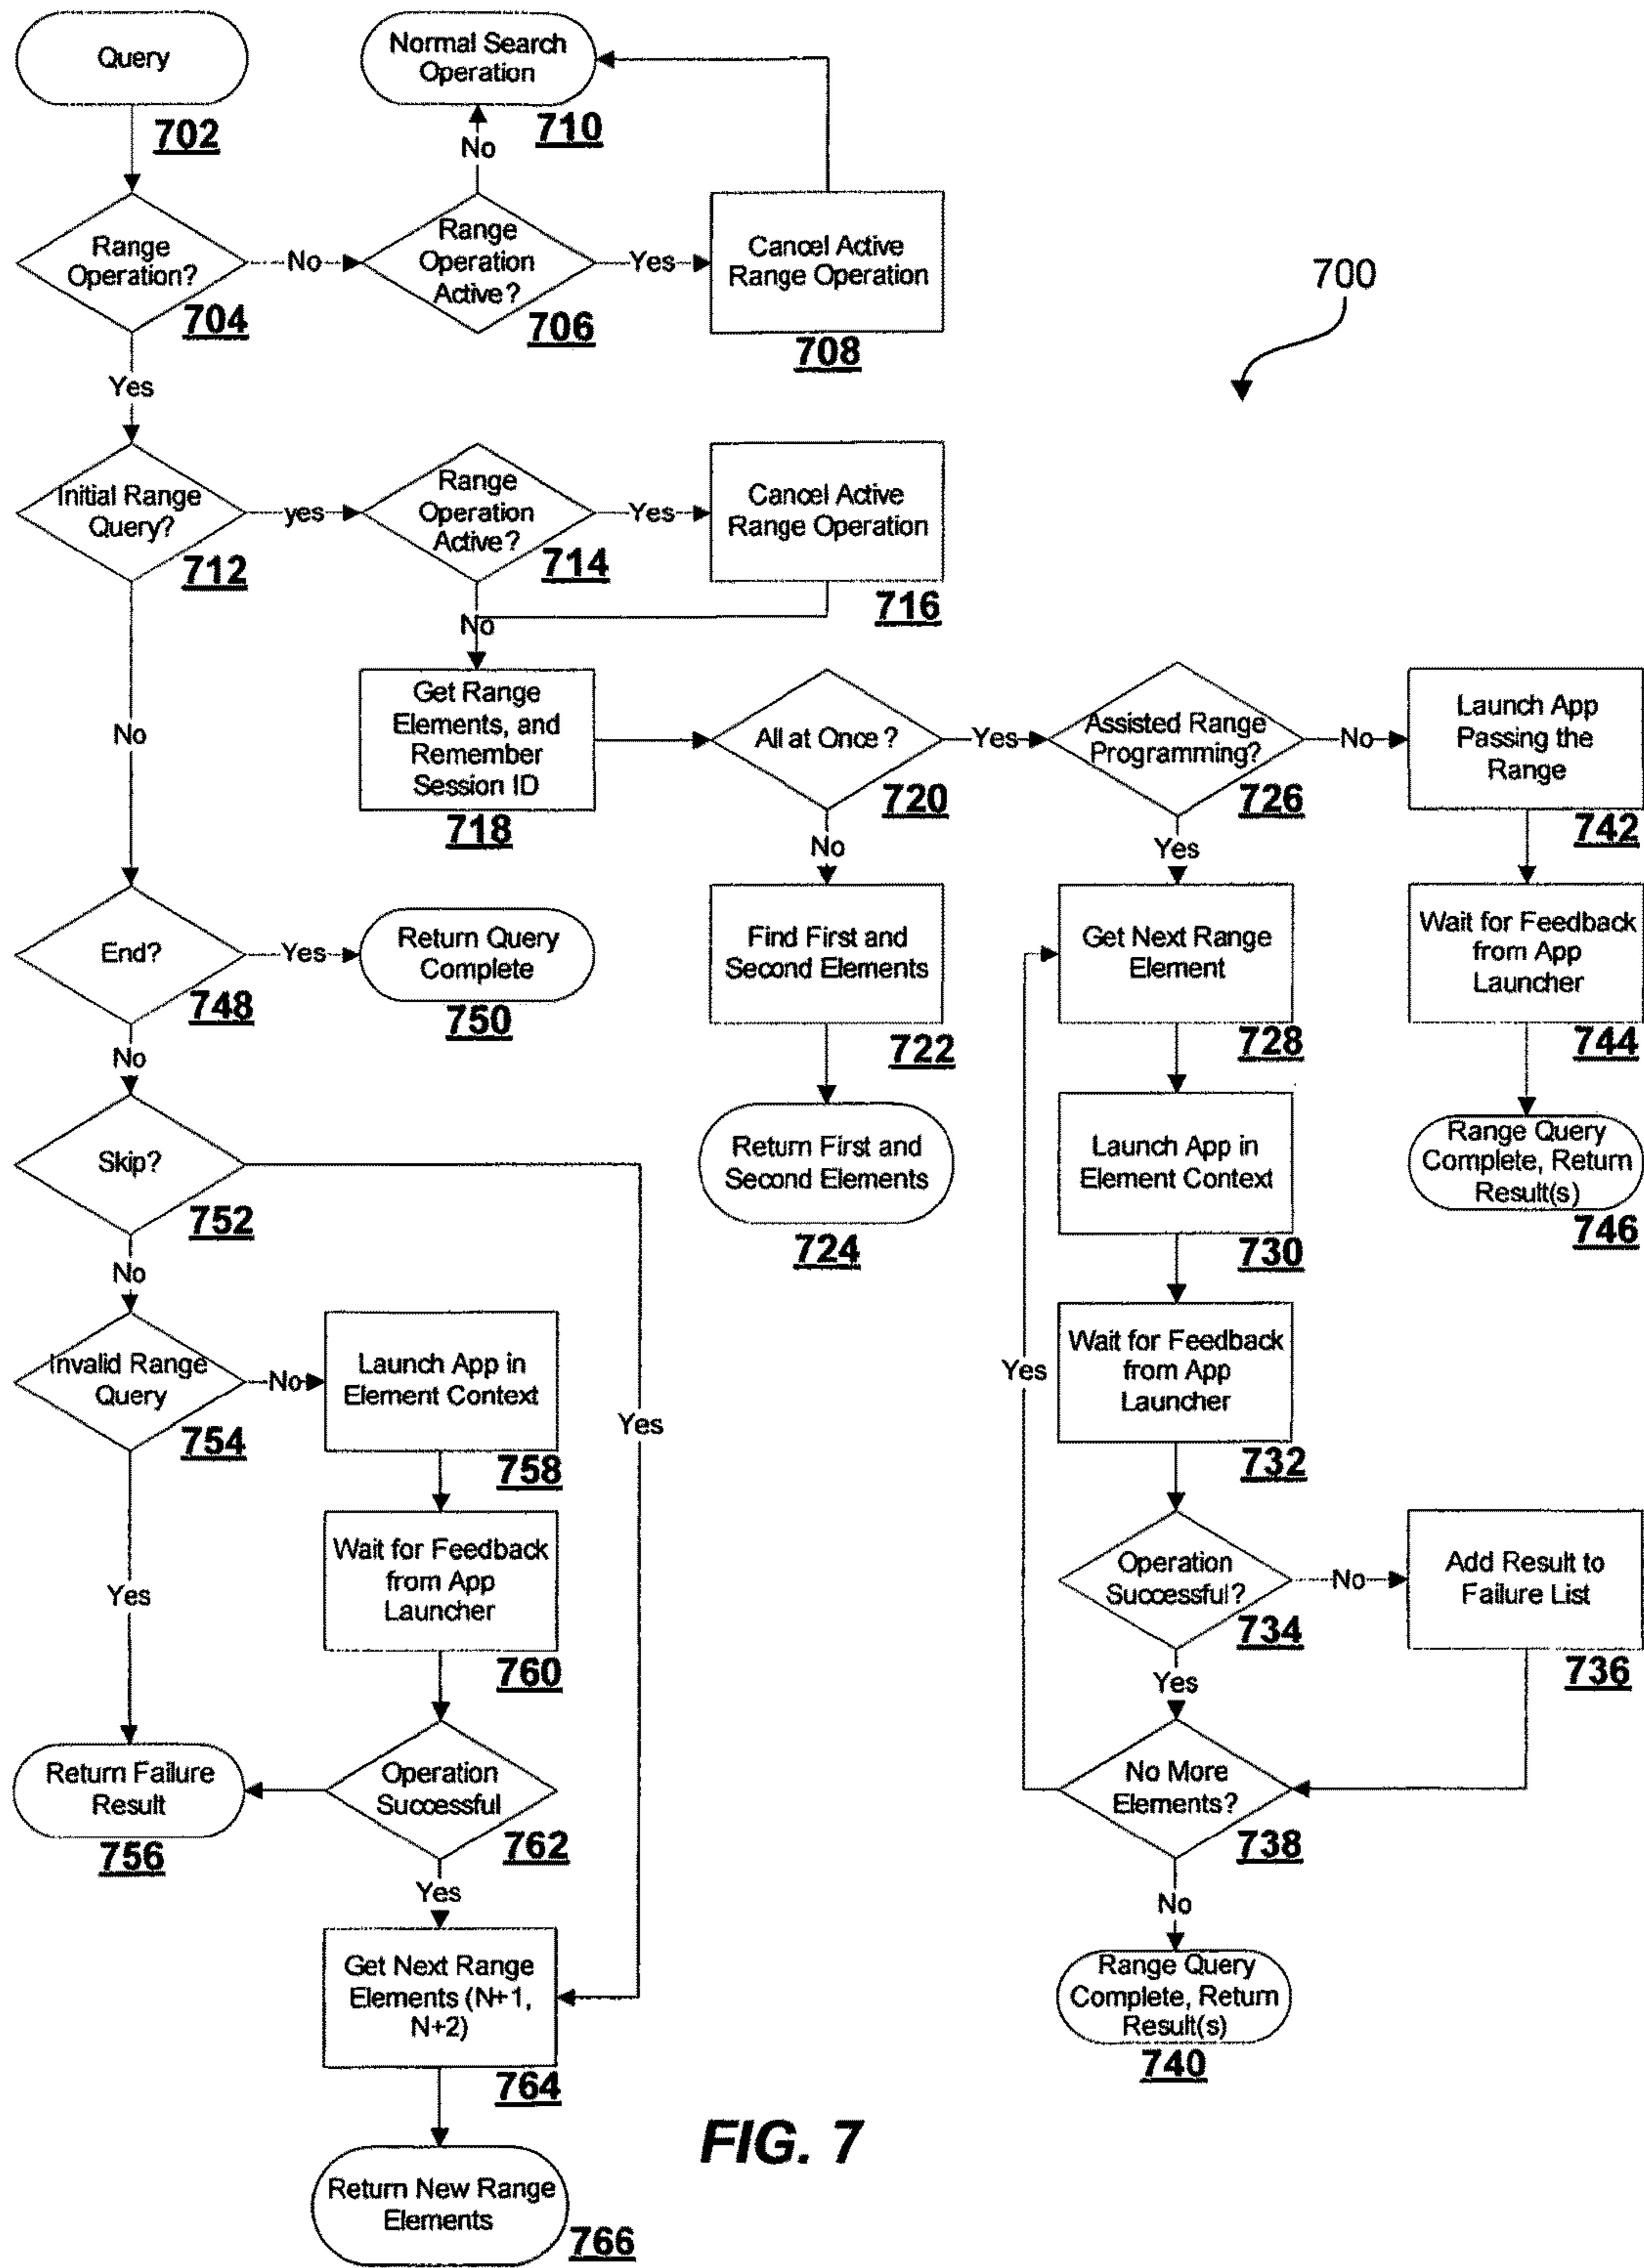 Query
702
Normal Search
Operation
710
No
Range
Operation?
704
No
Range
Operation
Active?
706
Yes
Cancel Active
Range Operation
708
700
Yes
Initial Range
Query?
712
yes
Range
Operation
Active?
714
Yes
Cancel Active
Range Operation
716
No
No
Get Range
Elements, and
Remember
Session ID
718
All at Once?
720
Yes
Assisted Range
Programming?
726
No
Launch App
Passing the
Range
742
No
Yes
End?
748
Yes
Return Query
Complete
750
Find First and
Second Elements
722
Get Next Range
Element
728
Wait for Feedback
from App
Launcher
744
No
Skip?
752
Return First and
Second Elements
724
Launch App in
Element Context
730
Range Query
Complete, Return
Result(s)
746
No
Invalid Range
Query
754
No
Launch App in
Element Context
758
Yes
Yes
Wait for Feedback
from App
Launcher
732
Yes
Wait for Feedback
from App
Launcher
760
Operation
Successful?
734
No
Add Result to
Failure List
736
Yes
Return Failure
Result
756
Operation
Successful
762
No More
Elements?
738
Yes
No
Get Next Range
Elements (N+1,
N+2)
764
Range Query
Complete, Return
Result(s)
740
FIG. 7
Return New Range
Elements
766